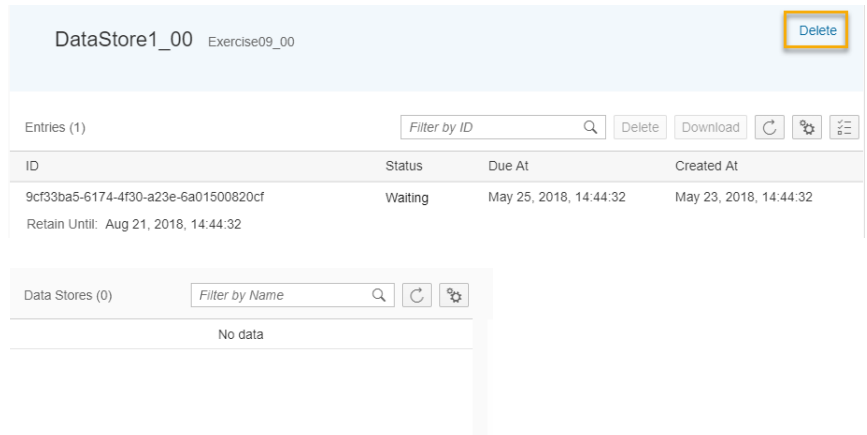 DataStore1_00 Exercise09_00 Delete
Entries (1) Filter by ID Delete Download
ID Status Due At Created At
9cf33ba5-6174-4f30-a23e-6a01500820cf Waiting May 25, 2018, 14:44:32 May 23, 2018, 14:44:32
Retain Until: Aug 21, 2018, 14:44:32
Data Stores (0) Filter by Name
No data